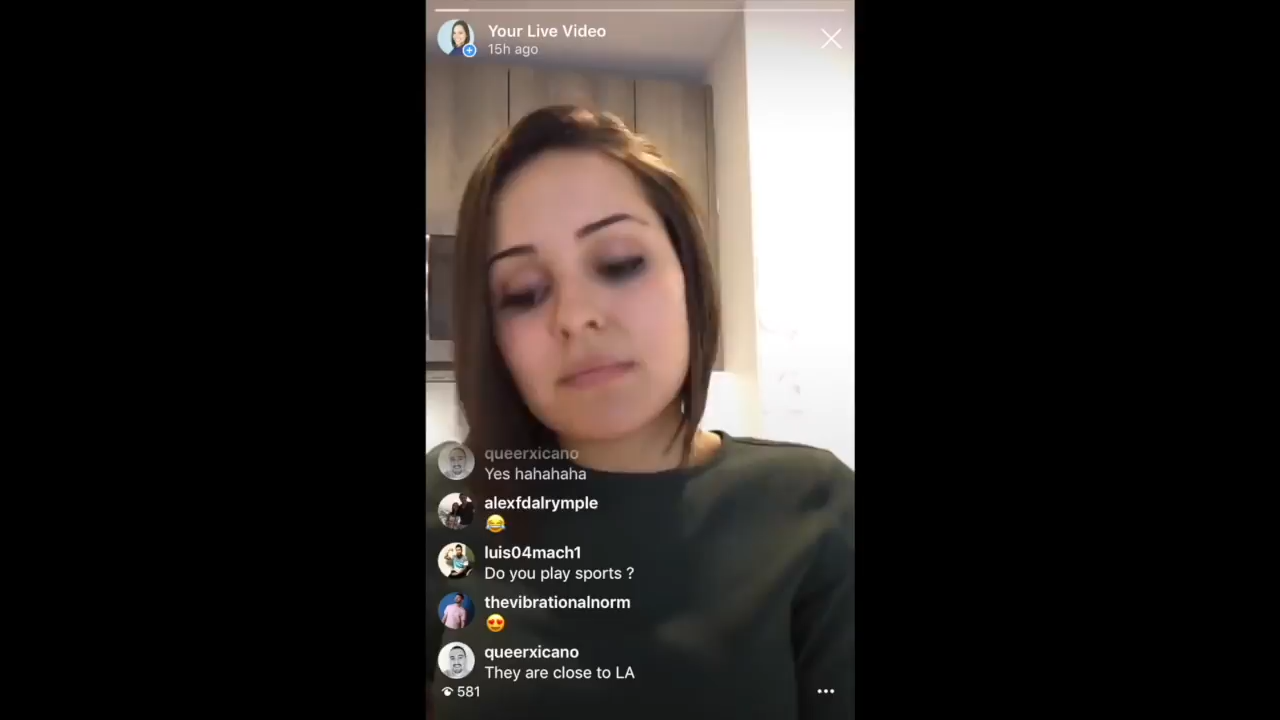 Your Live Video
15h ago
queerxicano
Yes hahahaha
alexfdalrymple
😂
luis04mach1
Do you play sports ?
thevibrationalnorm
😍
queerxicano
They are close to LA
581